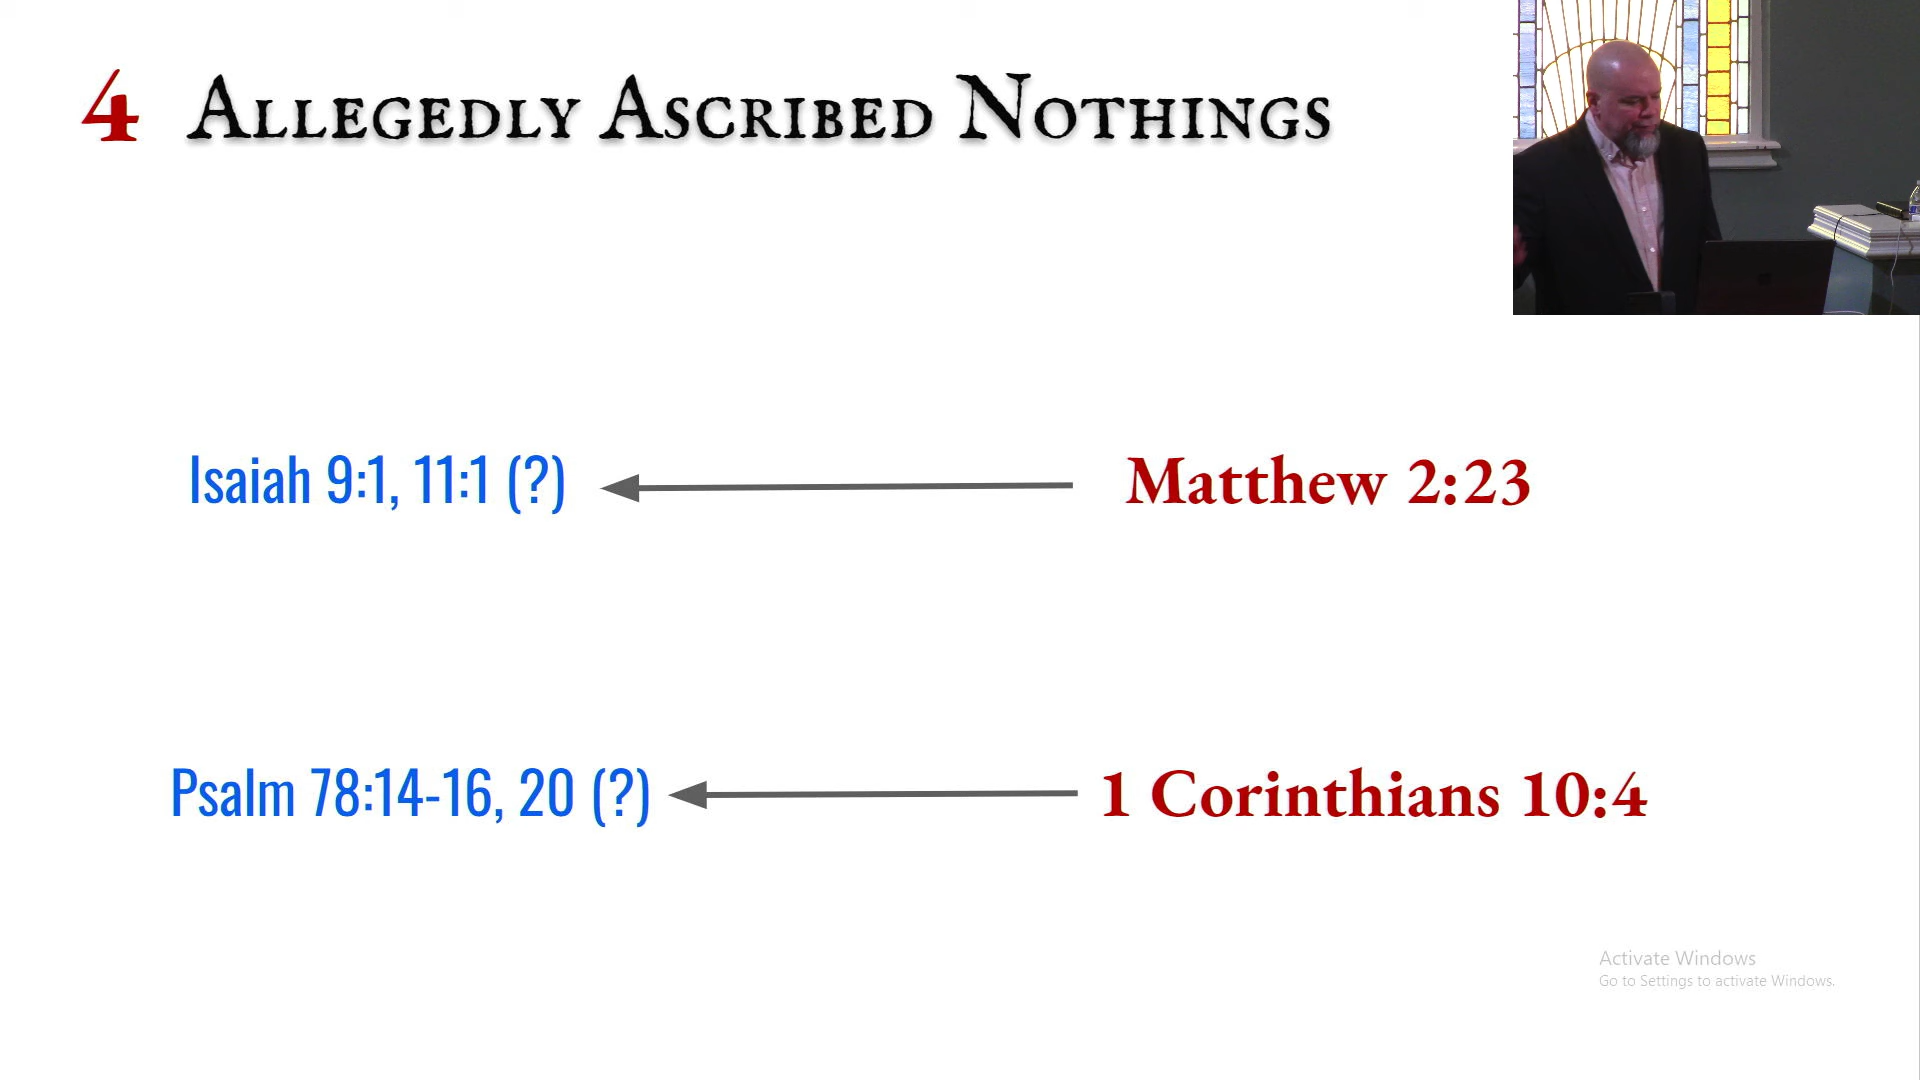 4 Allegedly Ascribed Nothings
Isaiah 9:1, 11:1 (?) Matthew 2:23
Psalm 78:14-16, 20 (?) 1 Corinthians 10:4
Activate Windows
Go to Settings to activate Windows.